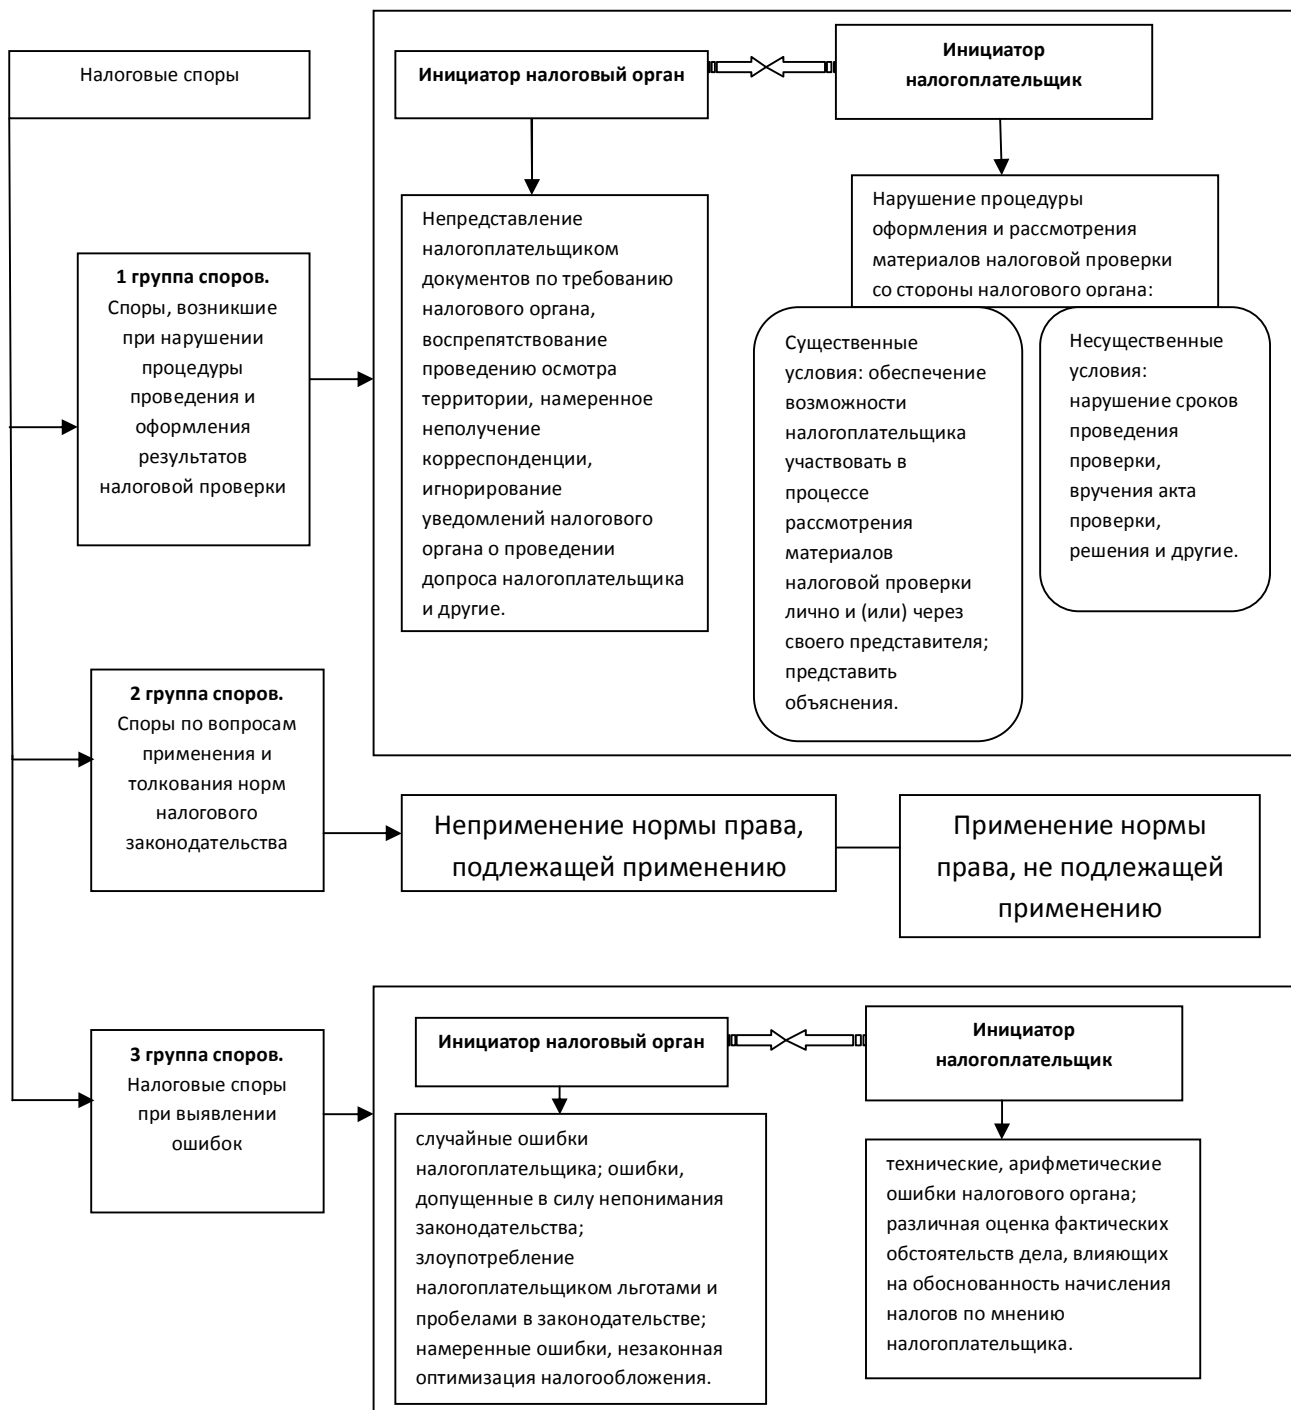 Налоговые споры
Инициатор налоговый орган
Инициатор
налогоплательщик
1 группа споров.
Споры, возникшие
при нарушении
процедуры
проведения и
оформления
результатов
налоговой проверки
Непредставление
налогоплательщиком
документов по требованию
налогового органа,
воспрепятствование
проведению осмотра
территории, намеренное
неполучение
корреспонденции,
игнорирование
уведомлений налогового
органа о проведении
допроса налогоплательщика
и другие.
Нарушение процедуры
оформления и рассмотрения
материалов налоговой проверки
со стороны налогового органа:
Существенные
условия: обеспечение
возможности
налогоплательщика
участвовать в
процессе
рассмотрения
материалов
налоговой проверки
лично и (или) через
своего представителя;
представить
объяснения.
Несущественные
условия:
нарушение сроков
проведения
проверки,
вручения акта
проверки,
решения и другие.
2 группа споров.
Споры по вопросам
применения и
толкования норм
налогового
законодательства
Неприменение нормы права,
подлежащей применению
Применение нормы
права, не подлежащей
применению
3 группа споров.
Налоговые споры
при выявлении
ошибок
Инициатор налоговый орган
Инициатор
налогоплательщик
случайные ошибки
налогоплательщика; ошибки,
допущенные в силу непонимания
законодательства;
злоупотребление
налогоплательщиком льготами и
пробелами в законодательстве;
намеренные ошибки, незаконная
оптимизация налогообложения.
технические, арифметические
ошибки налогового органа;
различная оценка фактических
обстоятельств дела, влияющих
на обоснованность начисления
налогов по мнению
налогоплательщика.